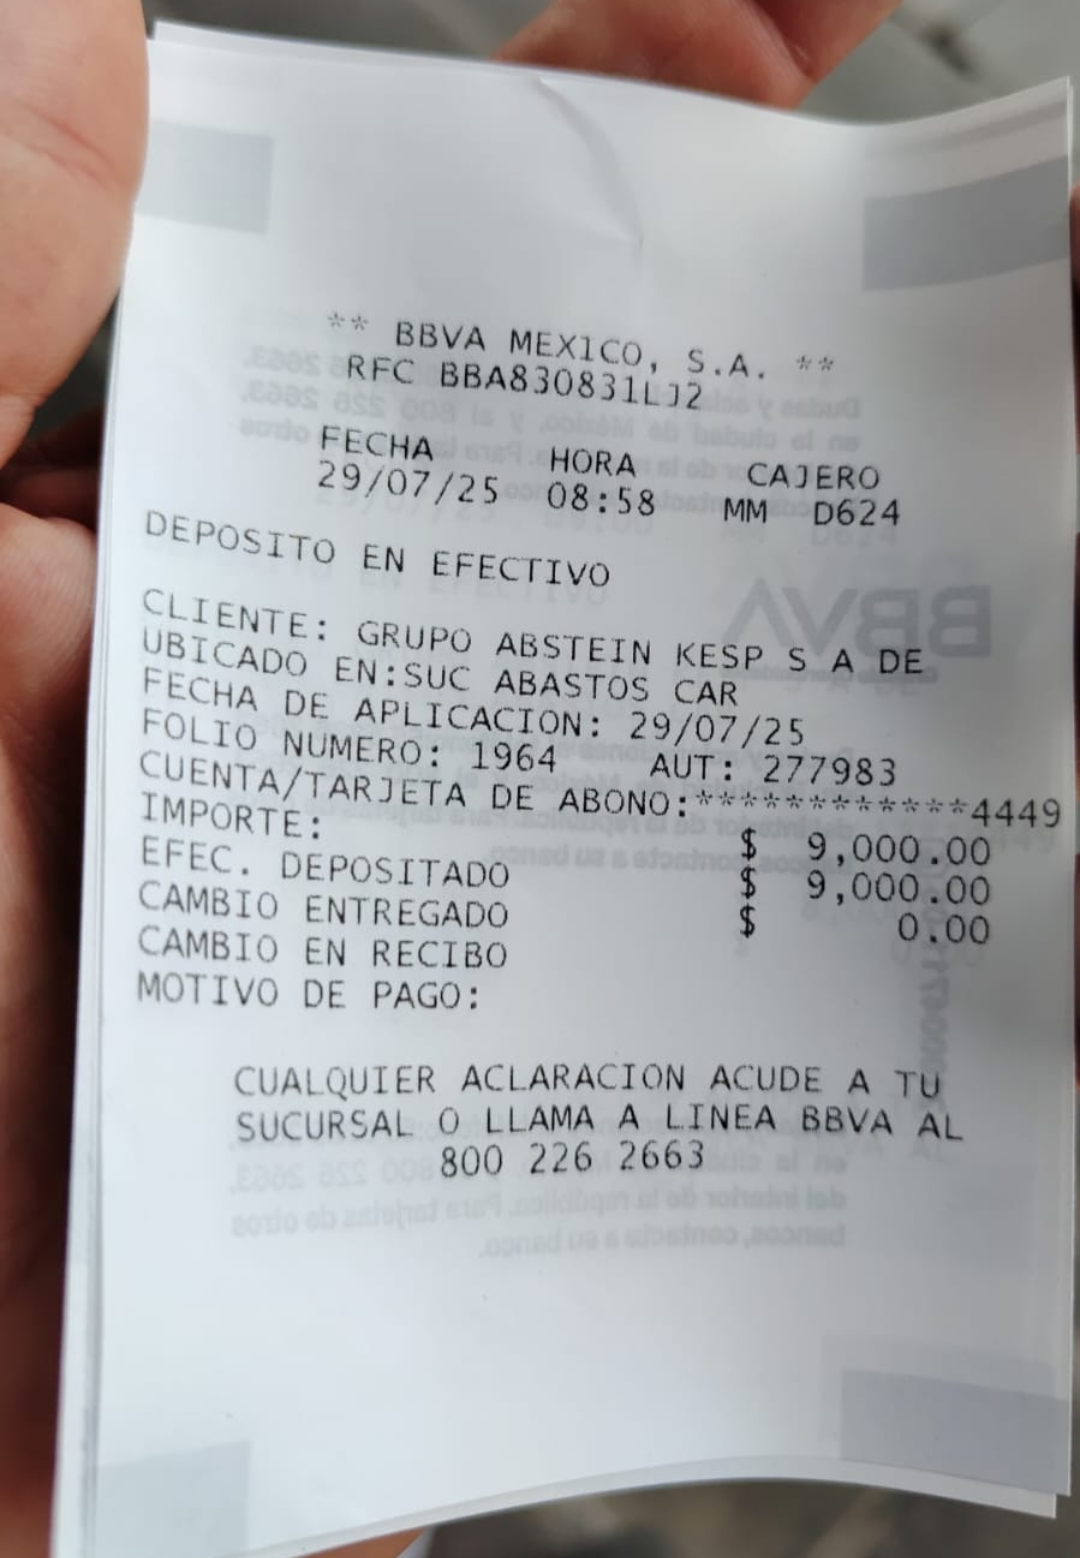 ** BBVA MEXICO, S.A. **
RFC BBA830831LJ2
FECHA HORA CAJERO
29/07/25 08:58 MM D624
DEPOSITO EN EFECTIVO
CLIENTE: GRUPO ABSTEIN KESP S A DE
UBICADO EN:SUC ABASTOS CAR
FECHA DE APLICACION: 29/07/25
FOLIO NUMERO: 1964 AUT: 277983
CUENTA/TARJETA DE ABONO:************4449
IMPORTE: $ 9,000.00
EFEC. DEPOSITADO $ 9,000.00
CAMBIO ENTREGADO $ 0.00
CAMBIO EN RECIBO
MOTIVO DE PAGO:
CUALQUIER ACLARACION ACUDE A TU
SUCURSAL O LLAMA A LINEA BBVA AL
800 226 2663
BBVA